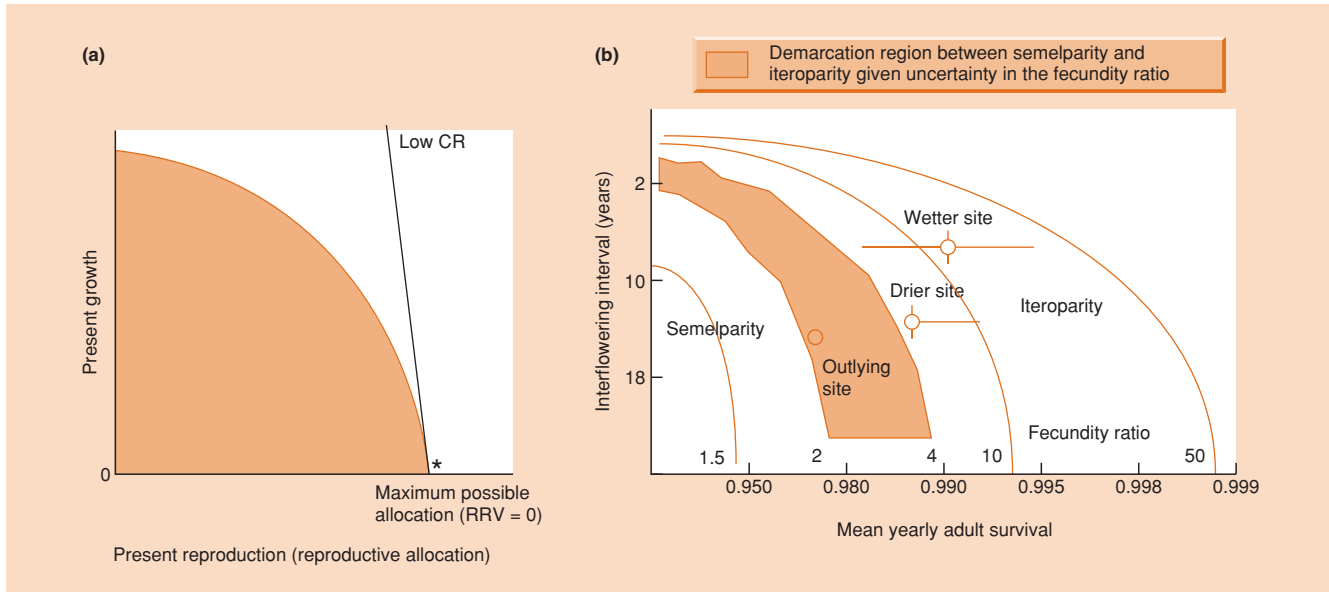 (a)
Present growth
Low CR
0
*
Maximum possible
allocation (RRV = 0)
Present reproduction (reproductive allocation)
(b)
Demarcation region between semelparity and
iteroparity given uncertainty in the fecundity ratio
Interflowering interval (years)
2
10
18
Wetter site
Drier site
Iteroparity
Semelparity
Outlying
site
Fecundity ratio
1.5
2
4
10
50
0.950
0.980
0.990
0.995
0.998
0.999
Mean yearly adult survival